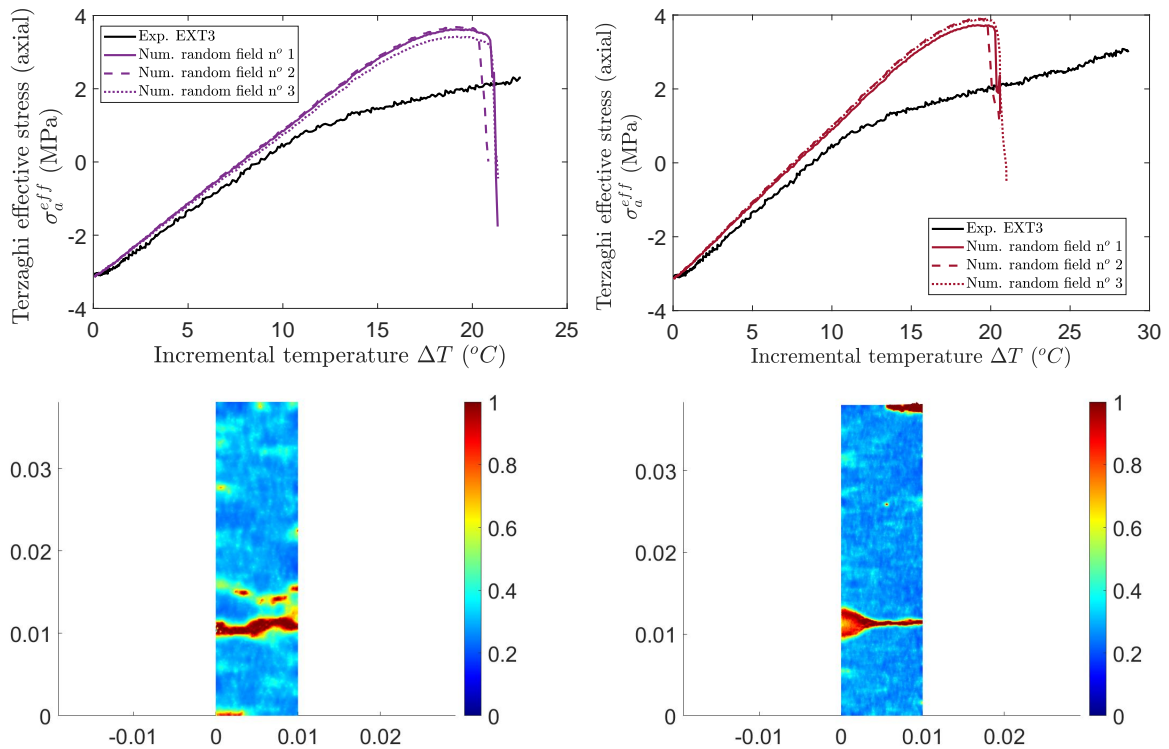 Terzaghi effective stress (axial)
σ_a^{eff} (MPa)
4
2
0
-2
-4
Exp. EXT3
Num. random field nº 1
Num. random field nº 2
Num. random field nº 3
0 5 10 15 20 25
Incremental temperature ΔT (°C)
Terzaghi effective stress (axial)
σ_a^{eff} (MPa)
4
2
0
-2
-4
Exp. EXT3
Num. random field nº 1
Num. random field nº 2
Num. random field nº 3
0 5 10 15 20 25 30
Incremental temperature ΔT (°C)
0.03
0.02
0.01
0
-0.01 0 0.01 0.02
1
0.8
0.6
0.4
0.2
0
0.03
0.02
0.01
0
-0.01 0 0.01 0.02
1
0.8
0.6
0.4
0.2
0